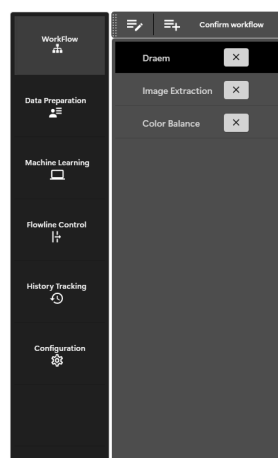 WorkFlow
Data Preparation
Machine Learning
Flowline Control
History Tracking
Configuration
Confirm workflow
Draem
Image Extraction
Color Balance